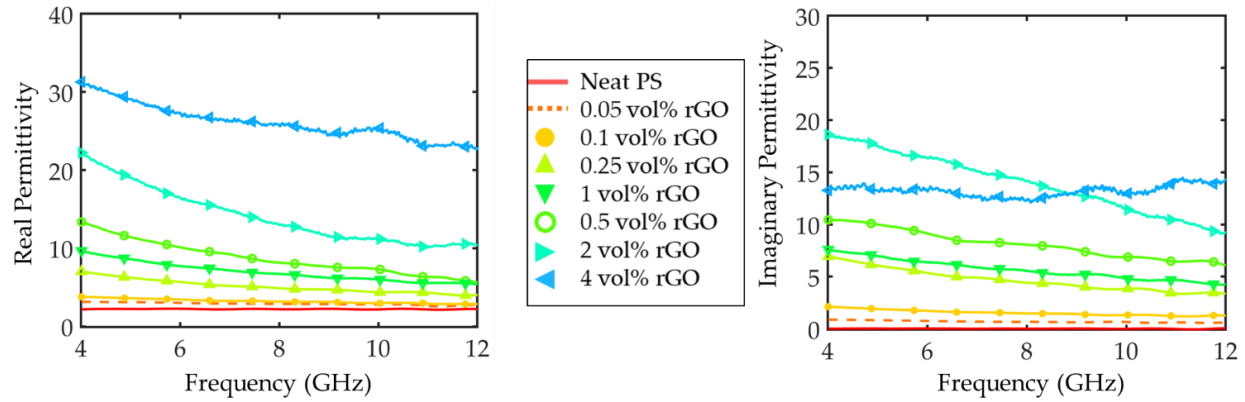 Real Permittivity
40
30
20
10
0
4 6 8 10 12
Frequency (GHz)
Neat PS
0.05 vol% rGO
0.1 vol% rGO
0.25 vol% rGO
1 vol% rGO
0.5 vol% rGO
2 vol% rGO
4 vol% rGO
Imaginary Permittivity
30
25
20
15
10
5
0
4 6 8 10 12
Frequency (GHz)